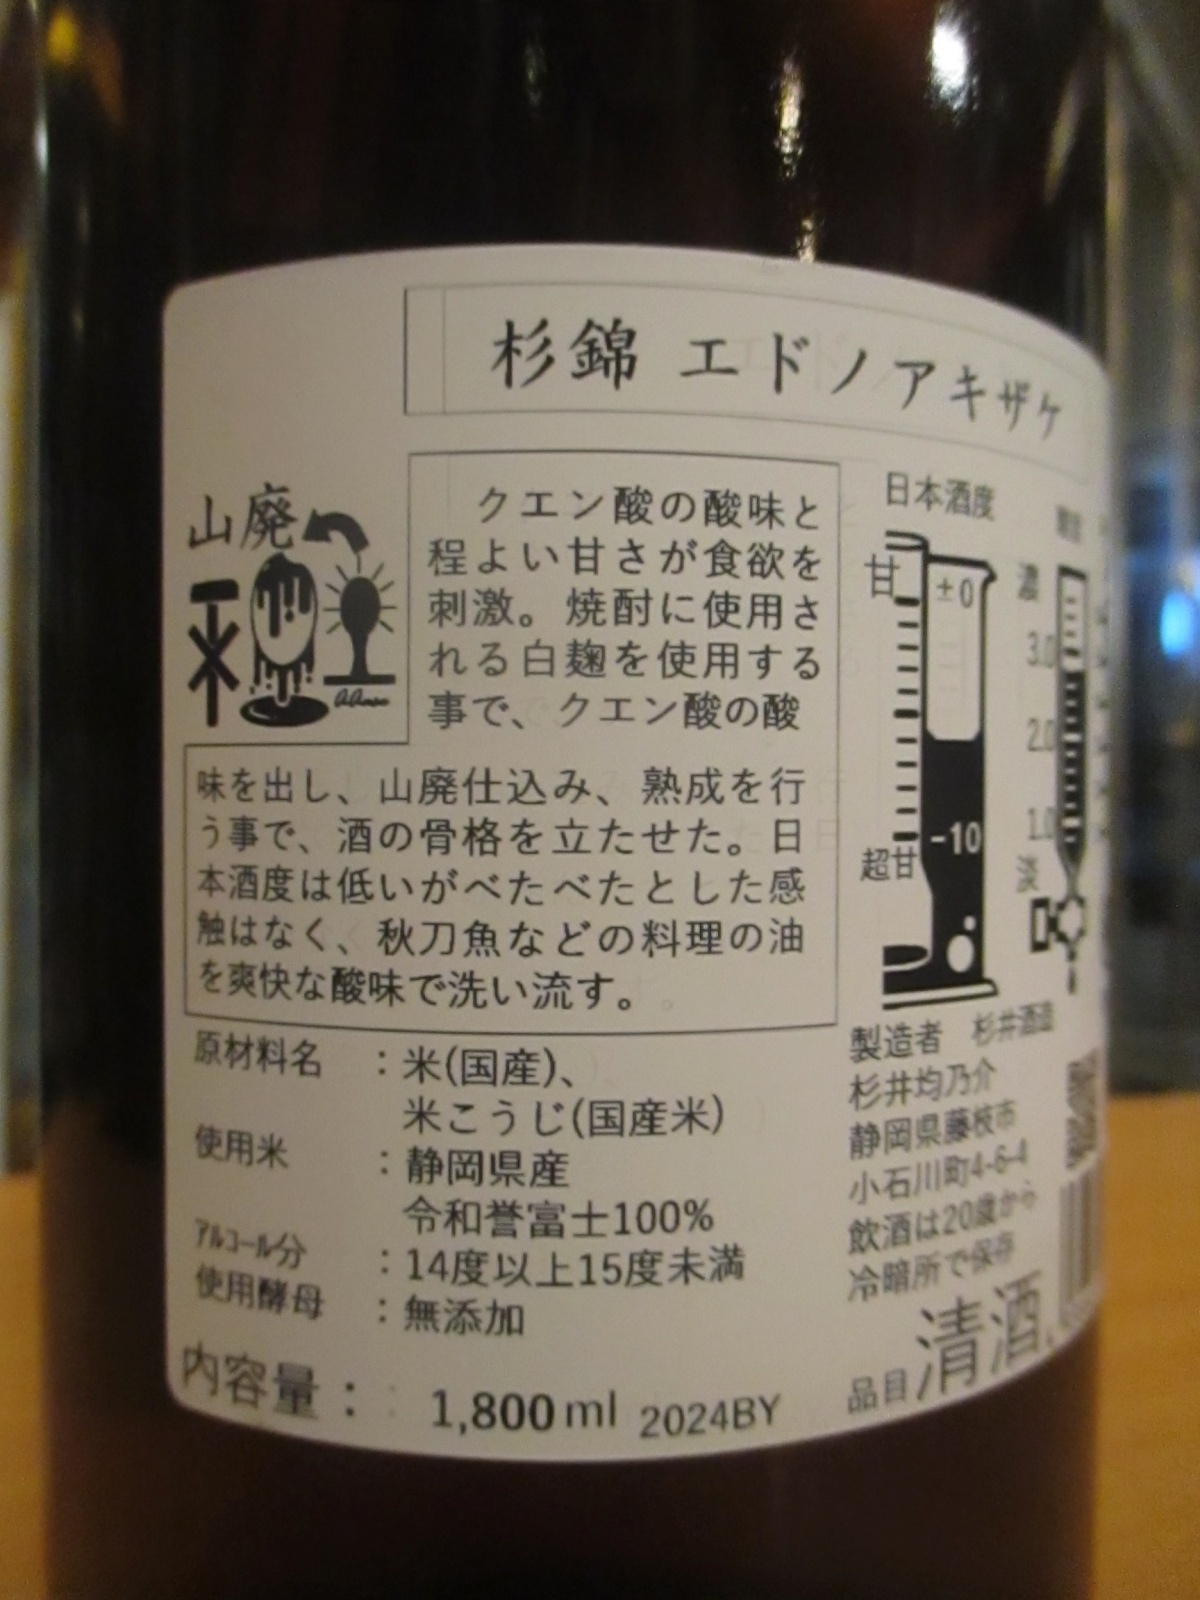 杉錦 エドノアキザケ
山廃
クエン酸の酸味と
程よい甘さが食欲を
刺激。焼酎に使用さ
れる白麹を使用する
事で、クエン酸の酸
味を出し、山廃仕込み、熟成を行
う事で、酒の骨格を立たせた。日
本酒度は低いがべたべたとした感
触はなく、秋刀魚などの料理の油
を爽快な酸味で洗い流す。
日本酒度
甘
±0
-10
超甘
濃
3.0
2.0
1.0
淡
原材料名 :米(国産)、
米こうじ(国産米)
使用米 :静岡県産
令和誉富士100%
ｱﾙｺｰﾙ分 :14度以上15度未満
使用酵母 :無添加
内容量: 1,800ml 2024BY
製造者 杉井酒造
杉井均乃介
静岡県藤枝市
小石川町4-6-4
飲酒は20歳から
冷暗所で保存
品目 清酒